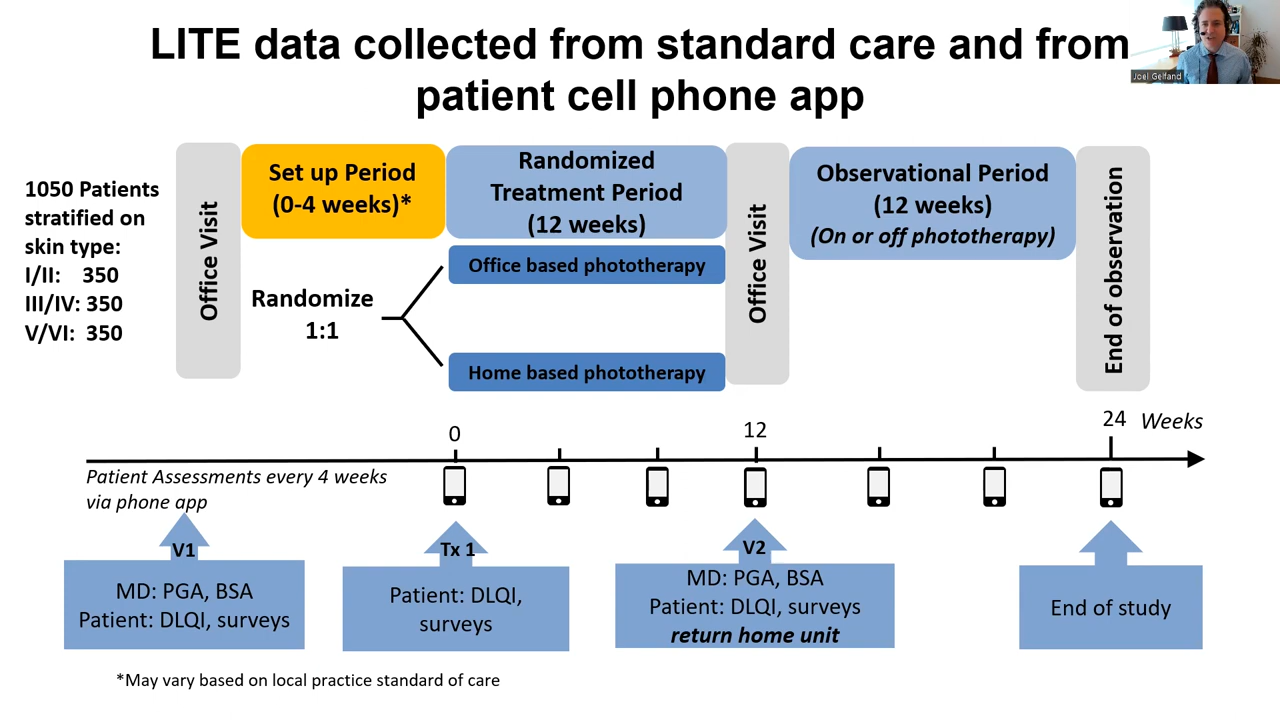 LITE data collected from standard care and from
patient cell phone app
Joel Gelfand
1050 Patients
stratified on
skin type:
I/II: 350
III/IV: 350
V/VI: 350
Office Visit
Set up Period
(0-4 weeks)*
Randomize
1:1
Randomized
Treatment Period
(12 weeks)
Office based phototherapy
Home based phototherapy
Office Visit
Observational Period
(12 weeks)
(On or off phototherapy)
End of observation
0
12
24 Weeks
Patient Assessments every 4 weeks
via phone app
V1
MD: PGA, BSA
Patient: DLQI, surveys
Tx 1
Patient: DLQI,
surveys
V2
MD: PGA, BSA
Patient: DLQI, surveys
return home unit
End of study
*May vary based on local practice standard of care